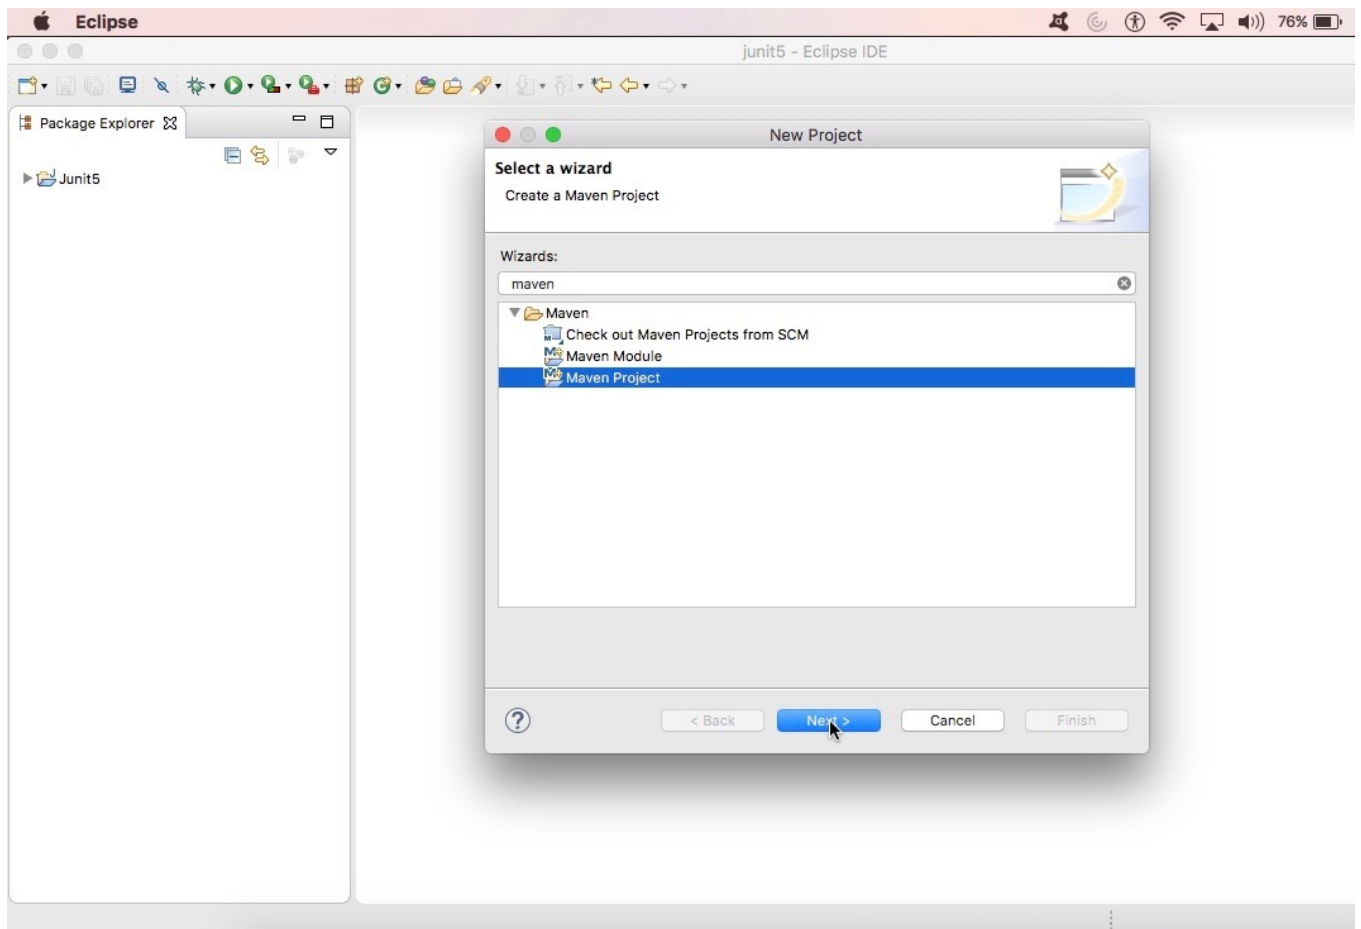 Eclipse
76%
junit5 - Eclipse IDE
Package Explorer
Junit5
New Project
Select a wizard
Create a Maven Project
Wizards:
maven
Maven
Check out Maven Projects from SCM
Maven Module
Maven Project
?
< Back
Next >
Cancel
Finish